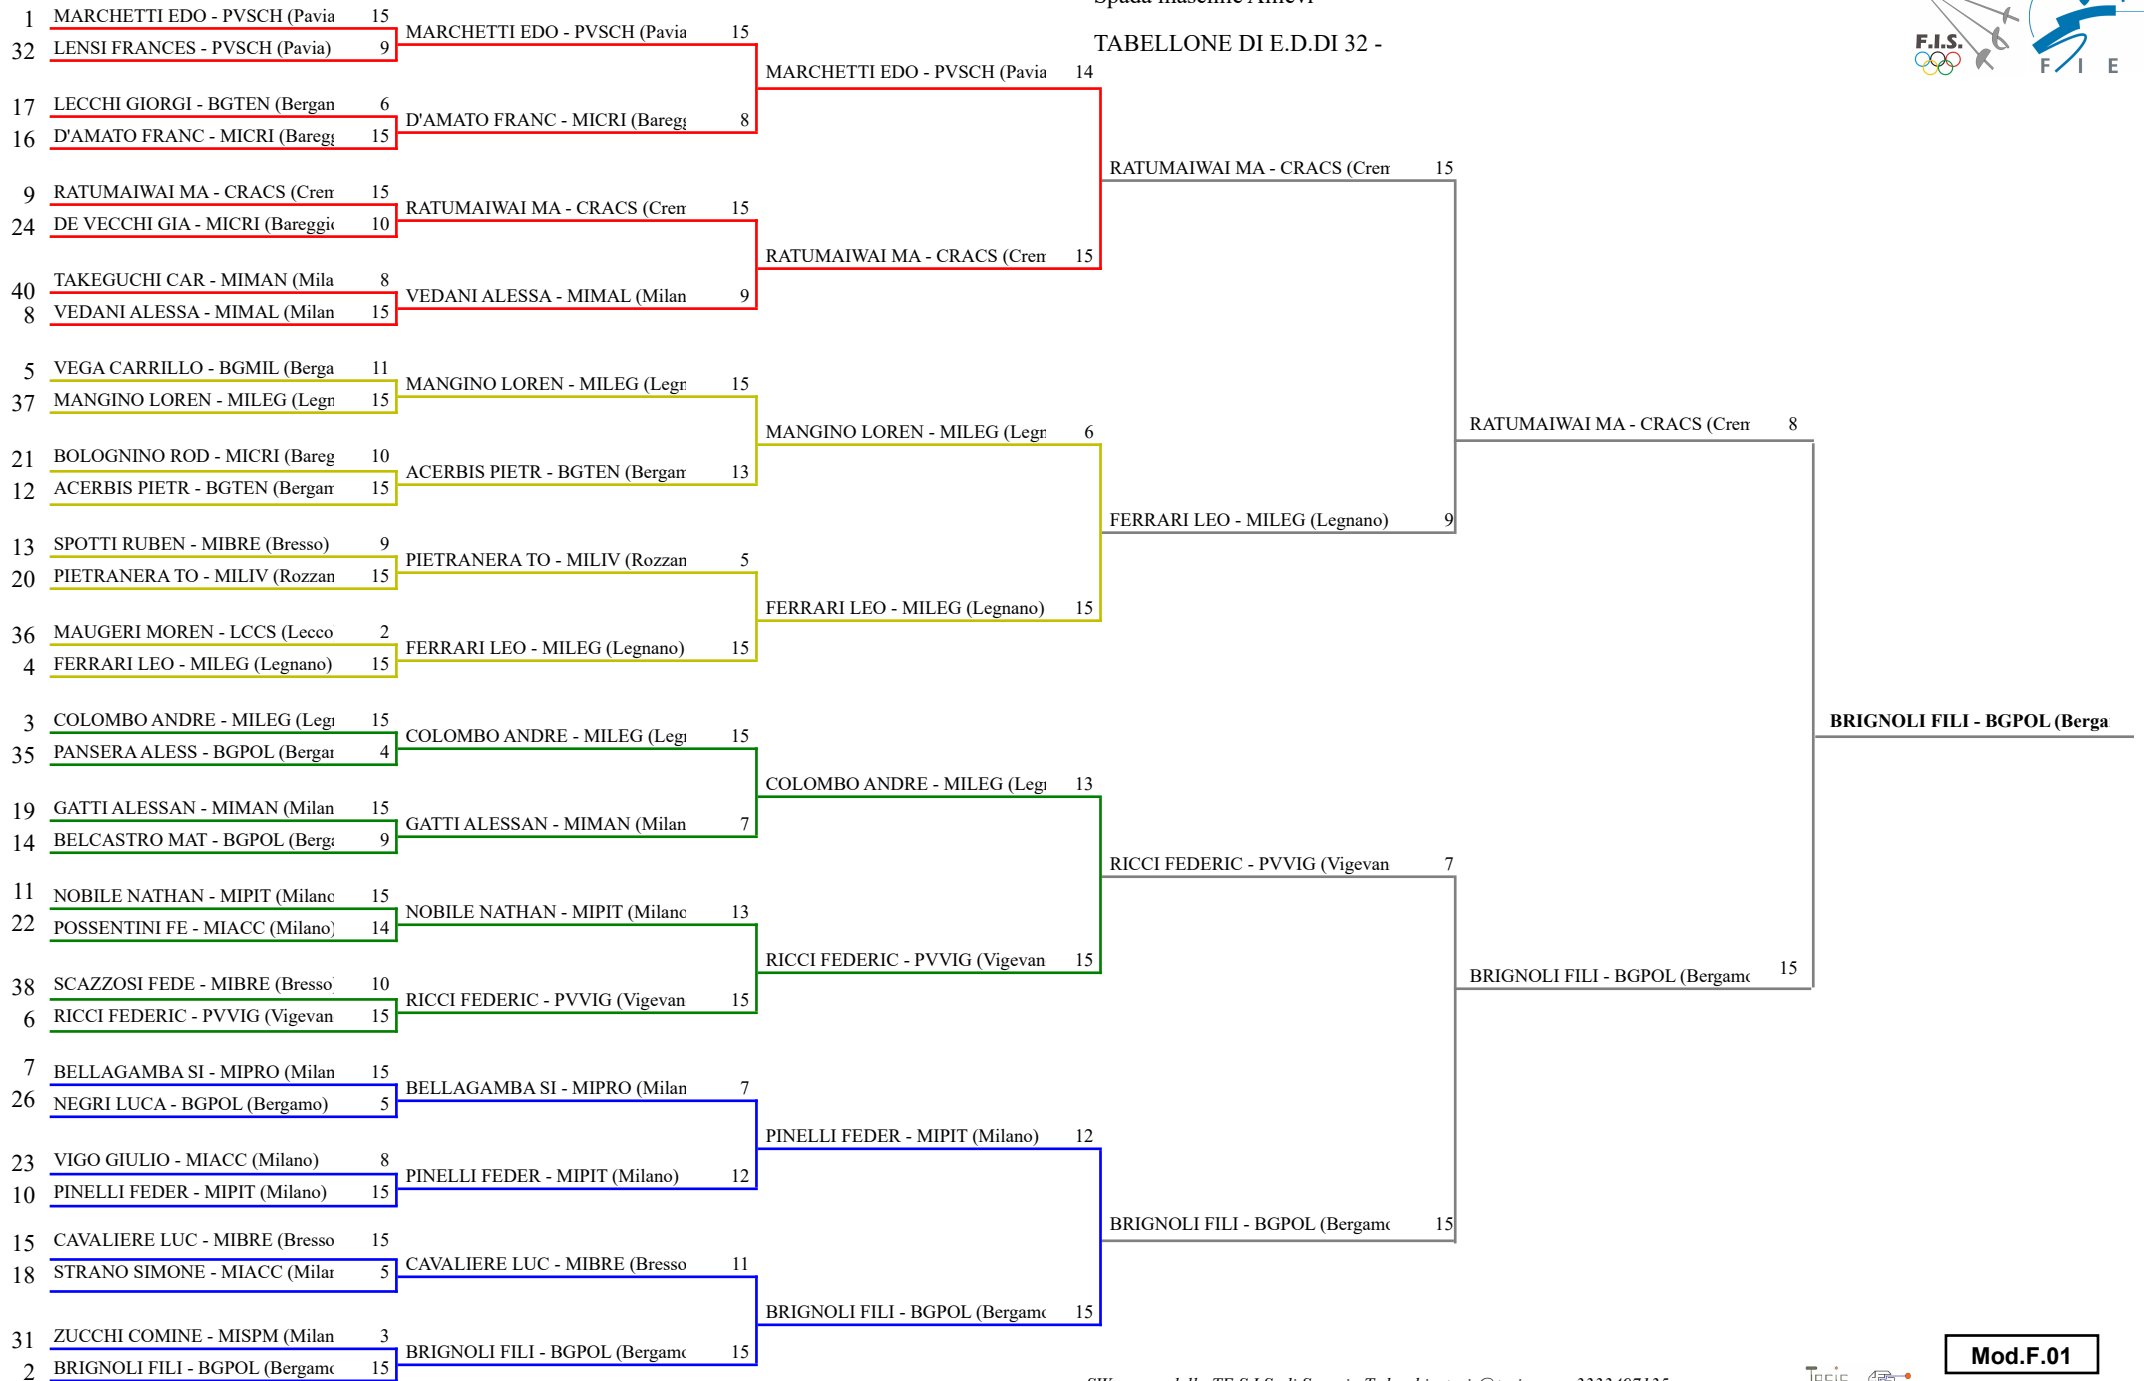 Spada maschile Allievi
TABELLONE DI E.D.DI 32 -
F.I.S.
F I E
1 MARCHETTI EDO - PVSCH (Pavia 15
32 LENSI FRANCES - PVSCH (Pavia) 9
17 LECCHI GIORGI - BGTEN (Bergan 6
16 D'AMATO FRANC - MICRI (Baregg 15
9 RATUMAIWAI MA - CRACS (Crem 15
24 DE VECCHI GIA - MICRI (Bareggio 10
40 TAKEGUCHI CAR - MIMAN (Mila 8
8 VEDANI ALESSA - MIMAL (Milan 15
5 VEGA CARRILLO - BGMIL (Berga 11
37 MANGINO LOREN - MILEG (Legn 15
21 BOLOGNINO ROD - MICRI (Bareg 10
12 ACERBIS PIETR - BGTEN (Bergam 15
13 SPOTTI RUBEN - MIBRE (Bresso) 9
20 PIETRANERA TO - MILIV (Rozzan 15
36 MAUGERI MOREN - LCCS (Lecco 2
4 FERRARI LEO - MILEG (Legnano) 15
3 COLOMBO ANDRE - MILEG (Legn 15
35 PANSERA ALESS - BGPOL (Bergam 4
19 GATTI ALESSAN - MIMAN (Milan 15
14 BELCASTRO MAT - BGPOL (Berga 9
11 NOBILE NATHAN - MIPIT (Milano 15
22 POSSENTINI FE - MIACC (Milano) 14
38 SCAZZOSI FEDE - MIBRE (Bresso) 10
6 RICCI FEDERIC - PVVIG (Vigevan 15
7 BELLAGAMBA SI - MIPRO (Milan 15
26 NEGRI LUCA - BGPOL (Bergamo) 5
23 VIGO GIULIO - MIACC (Milano) 8
10 PINELLI FEDER - MIPIT (Milano) 15
15 CAVALIERE LUC - MIBRE (Bresso 15
18 STRANO SIMONE - MIACC (Milan 5
31 ZUCCHI COMINE - MISPM (Milan 3
2 BRIGNOLI FILI - BGPOL (Bergamo 15
MARCHETTI EDO - PVSCH (Pavia 15
D'AMATO FRANC - MICRI (Baregg 8
RATUMAIWAI MA - CRACS (Crem 15
VEDANI ALESSA - MIMAL (Milan 9
MANGINO LOREN - MILEG (Legn 15
ACERBIS PIETR - BGTEN (Bergam 13
PIETRANERA TO - MILIV (Rozzan 5
FERRARI LEO - MILEG (Legnano) 15
COLOMBO ANDRE - MILEG (Legn 15
GATTI ALESSAN - MIMAN (Milan 7
NOBILE NATHAN - MIPIT (Milano 13
RICCI FEDERIC - PVVIG (Vigevan 15
BELLAGAMBA SI - MIPRO (Milan 7
PINELLI FEDER - MIPIT (Milano) 12
CAVALIERE LUC - MIBRE (Bresso 11
BRIGNOLI FILI - BGPOL (Bergamo 15
MARCHETTI EDO - PVSCH (Pavia 14
RATUMAIWAI MA - CRACS (Crem 15
MANGINO LOREN - MILEG (Legn 6
FERRARI LEO - MILEG (Legnano) 15
COLOMBO ANDRE - MILEG (Legn 13
RICCI FEDERIC - PVVIG (Vigevan 15
PINELLI FEDER - MIPIT (Milano) 12
BRIGNOLI FILI - BGPOL (Bergamo 15
RATUMAIWAI MA - CRACS (Crem 15
FERRARI LEO - MILEG (Legnano) 9
RICCI FEDERIC - PVVIG (Vigevan 7
BRIGNOLI FILI - BGPOL (Bergamo 15
RATUMAIWAI MA - CRACS (Crem 8
BRIGNOLI FILI - BGPOL (Bergamo 15
BRIGNOLI FILI - BGPOL (Berga
Mod.F.01